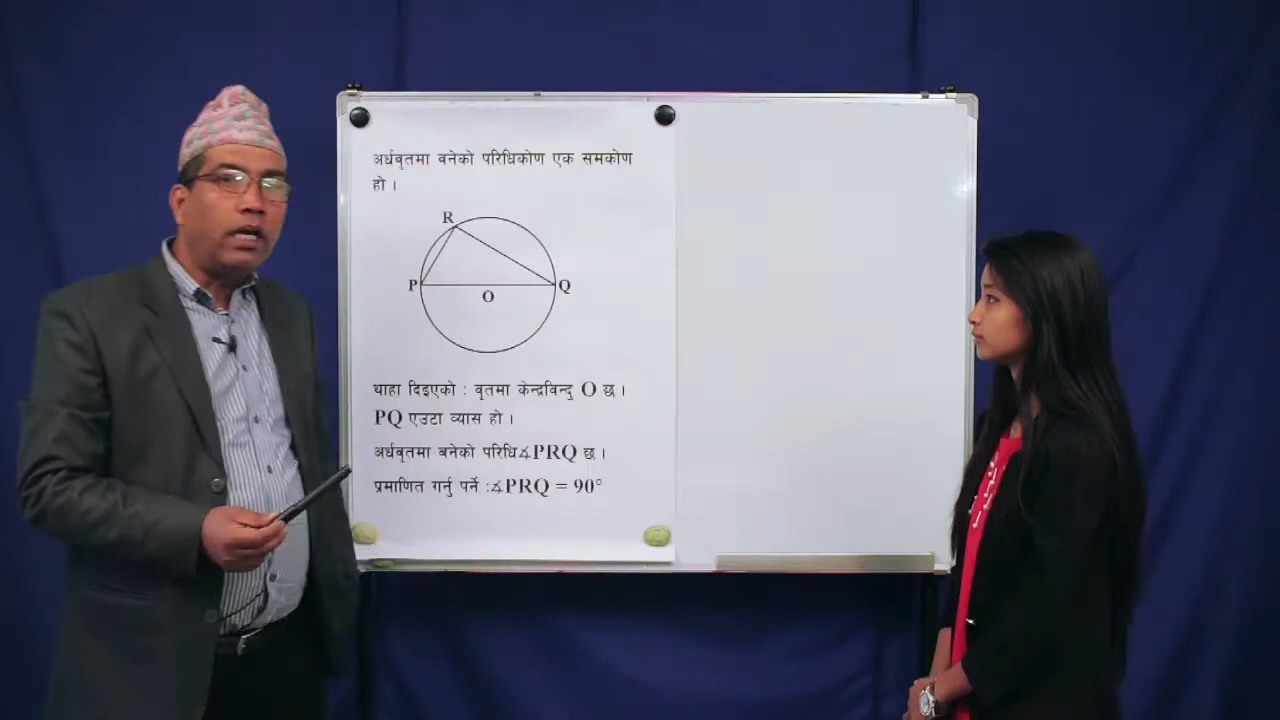 अर्धवृतमा बनेको परिधिकोण एक समकोण
हो ।
R
P
Q
O
थाहा दिइएको : वृतमा केन्द्रविन्दु O छ ।
PQ एउटा व्यास हो ।
अर्धवृतमा बनेको परिधि∡PRQ छ ।
प्रमाणित गर्नु पर्ने :∡PRQ = 90°